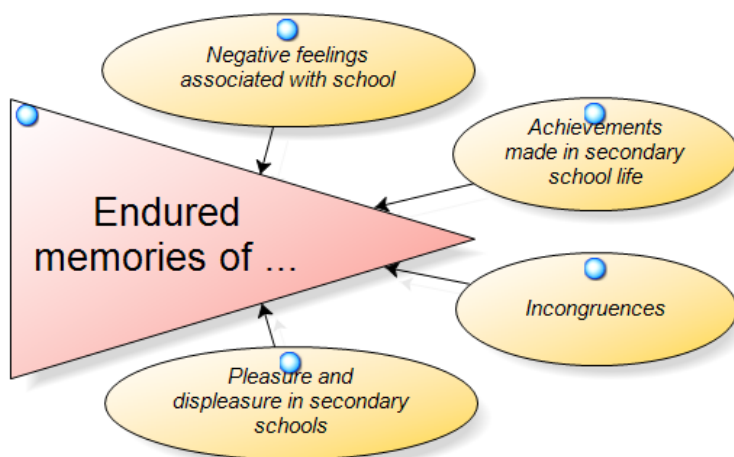 Negative feelings
associated with school
Achievements
made in secondary
school life
Endured
memories of ...
Incongruences
Pleasure and
displeasure in secondary
schools